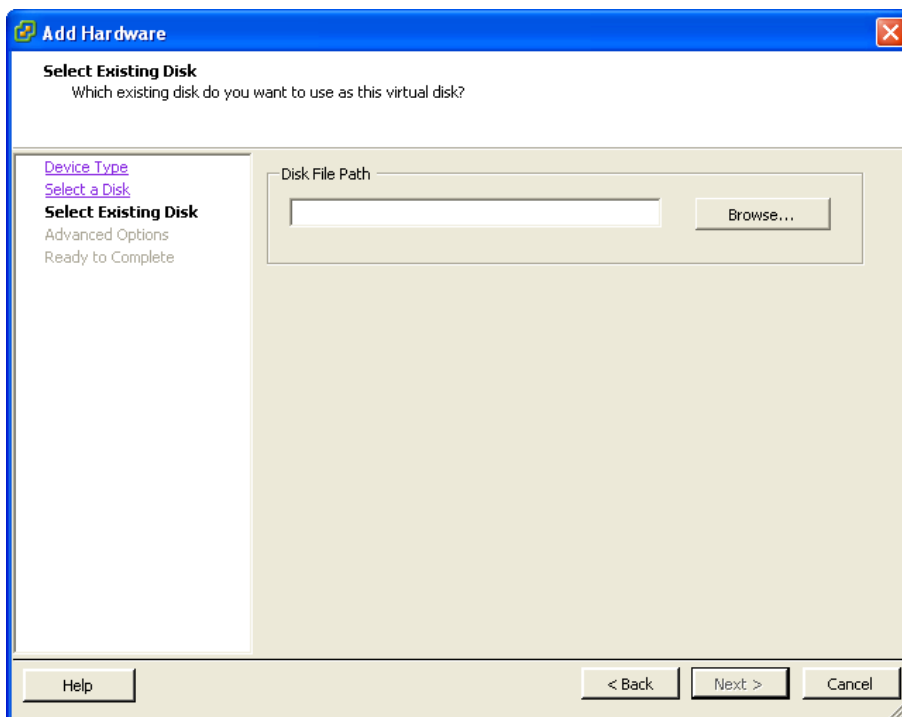 Add Hardware
Select Existing Disk
Which existing disk do you want to use as this virtual disk?
Device Type
Select a Disk
Select Existing Disk
Advanced Options
Ready to Complete
Disk File Path
Browse...
Help
< Back
Next >
Cancel